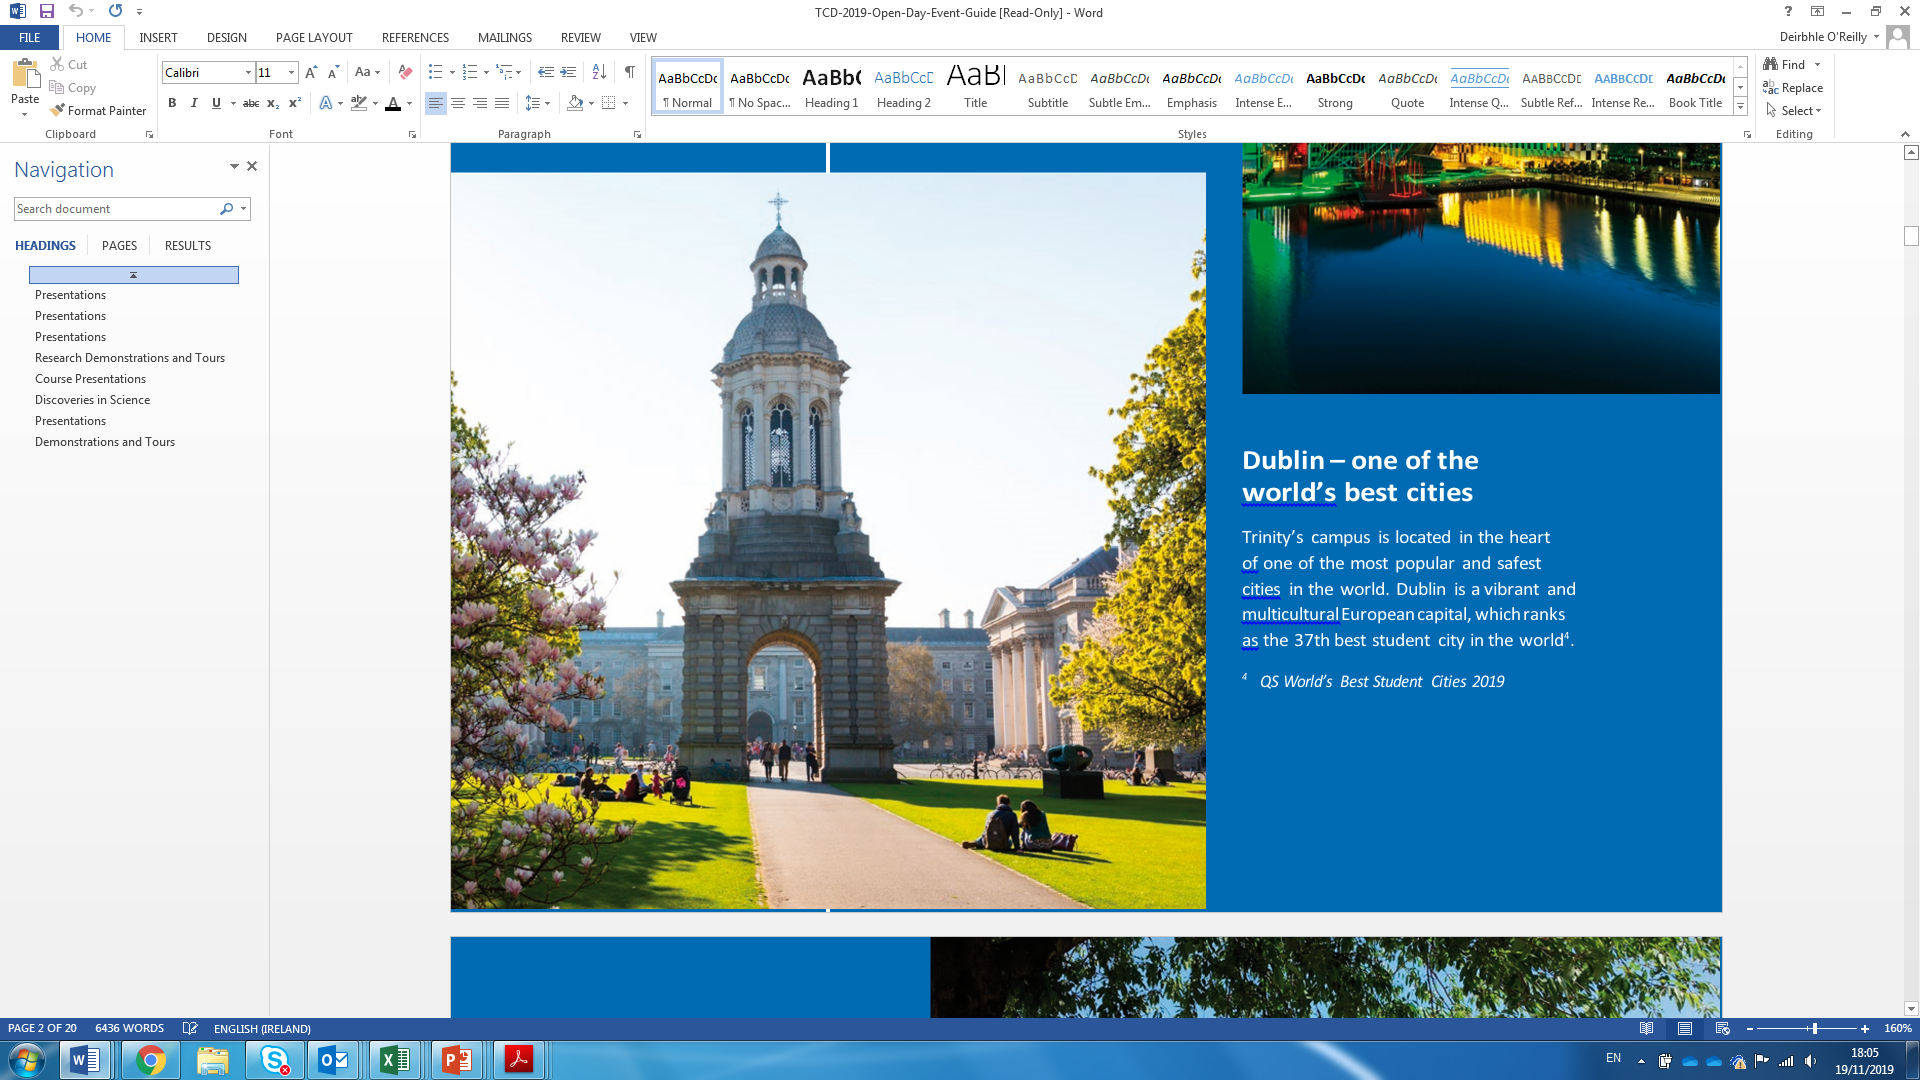 TCD-2019-Open-Day-Event-Guide [Read-Only] - Word
FILE HOME INSERT DESIGN PAGE LAYOUT REFERENCES MAILINGS REVIEW VIEW
Deirbhle O'Reilly
Paste
Cut
Copy
Format Painter
Clipboard
Calibri 11
Font
Paragraph
AaBbCcDc AaBbCcDc AaBbC AaBbCcD AaBl AaBbCcD AaBbCcDc AaBbCcDc AaBbCcDc AaBbCcDc AaBbCcDc AaBbCcDc AABBCCDE AABBCCDE AaBbCcDc
¶ Normal ¶ No Spac... Heading 1 Heading 2 Title Subtitle Subtle Em... Emphasis Intense E... Strong Quote Intense Q... Subtle Ref... Intense Re... Book Title
Styles
Find
Replace
Select
Editing
Navigation
Search document
HEADINGS PAGES RESULTS
Presentations
Presentations
Presentations
Research Demonstrations and Tours
Course Presentations
Discoveries in Science
Presentations
Demonstrations and Tours
Dublin – one of the
world’s best cities
Trinity’s campus is located in the heart
of one of the most popular and safest
cities in the world. Dublin is a vibrant and
multicultural European capital, which ranks
as the 37th best student city in the world⁴.
⁴ QS World’s Best Student Cities 2019
PAGE 2 OF 20 6436 WORDS ENGLISH (IRELAND)
160%
EN
18:05
19/11/2019